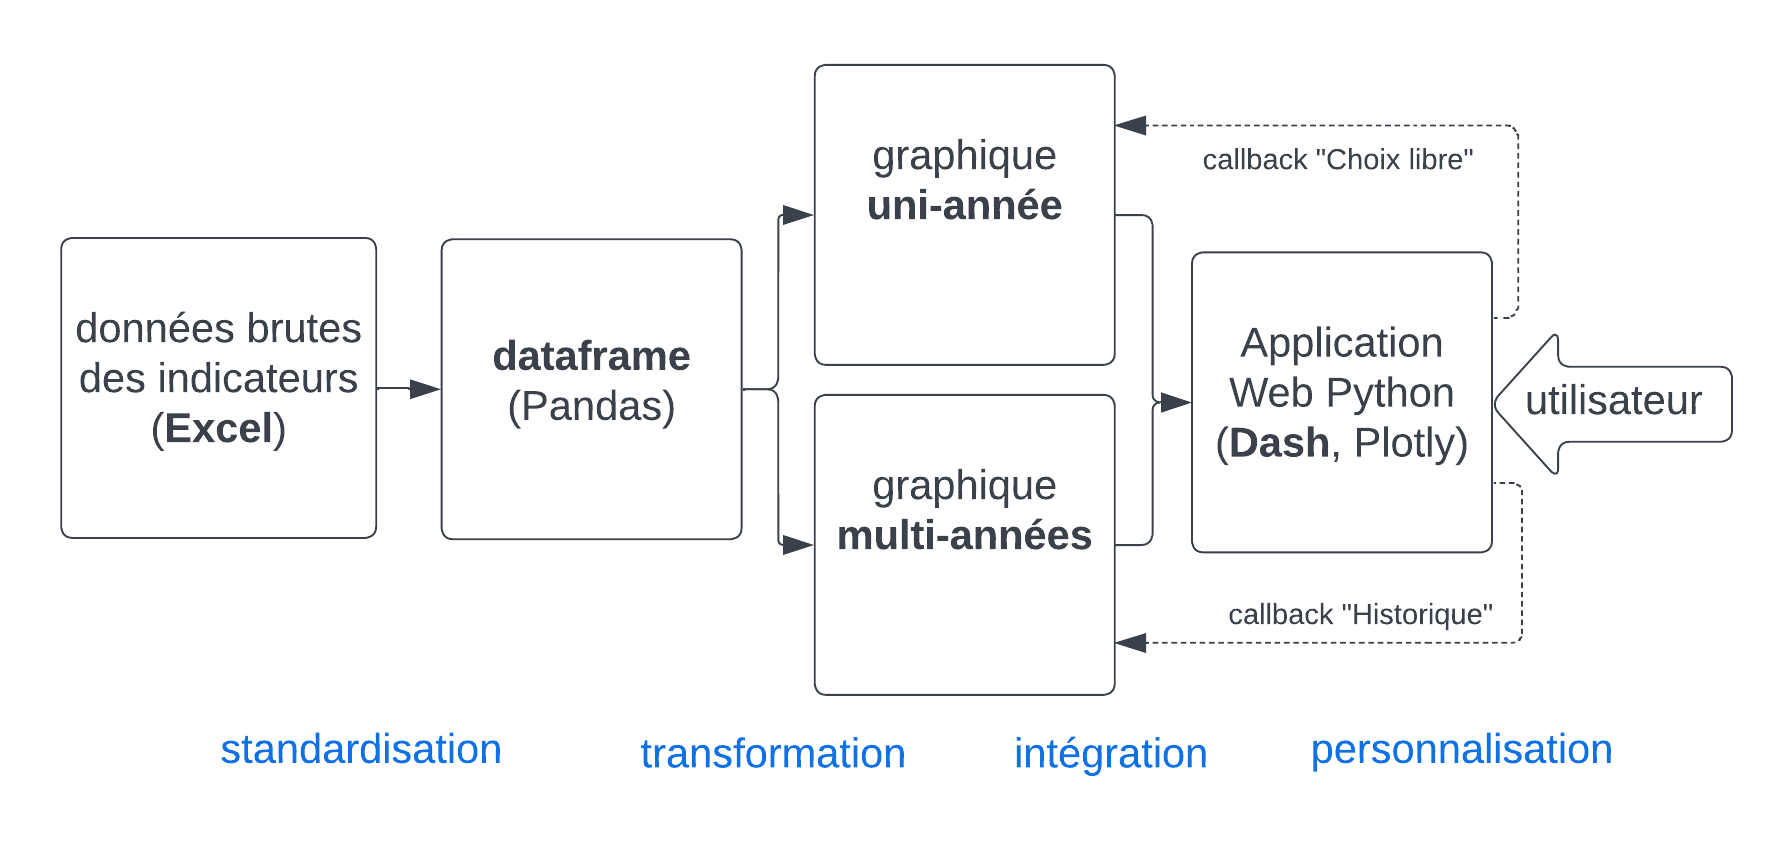 données brutes
des indicateurs
(Excel)
dataframe
(Pandas)
graphique
uni-année
graphique
multi-années
callback "Choix libre"
Application
Web Python
(Dash, Plotly)
utilisateur
callback "Historique"
standardisation
transformation
intégration
personnalisation